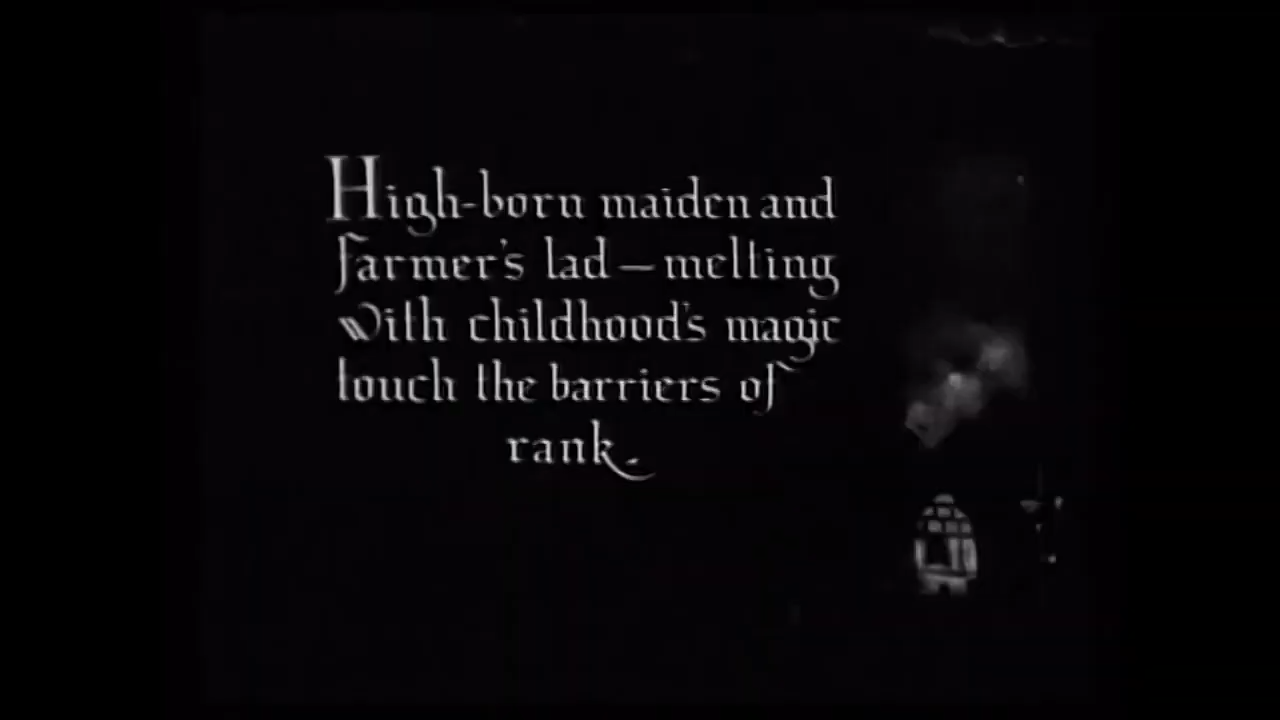 High-born maiden and
farmer's lad — melting
with childhood's magic
touch the barriers of
rank.